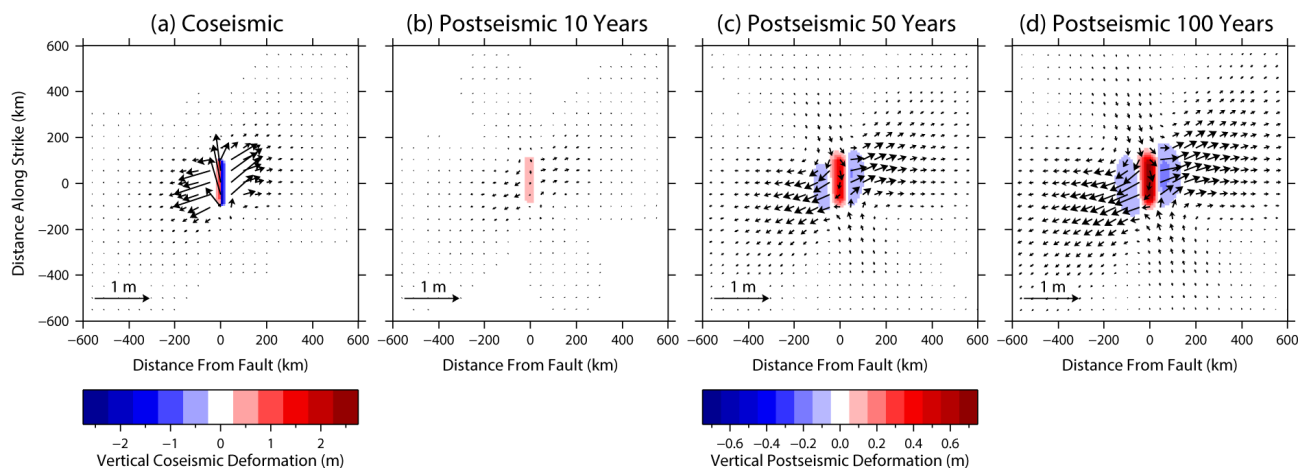 (a) Coseismic (b) Postseismic 10 Years (c) Postseismic 50 Years (d) Postseismic 100 Years
600
400
200
0
−200
−400
−600
Distance Along Strike (km)
1 m 1 m 1 m 1 m
−600 −400 −200 0 200 400 600 −600 −400 −200 0 200 400 600 −600 −400 −200 0 200 400 600 −600 −400 −200 0 200 400 600
Distance From Fault (km) Distance From Fault (km) Distance From Fault (km) Distance From Fault (km)
−2 −1 0 1 2 −0.6 −0.4 −0.2 0.0 0.2 0.4 0.6
Vertical Coseismic Deformation (m) Vertical Postseismic Deformation (m)